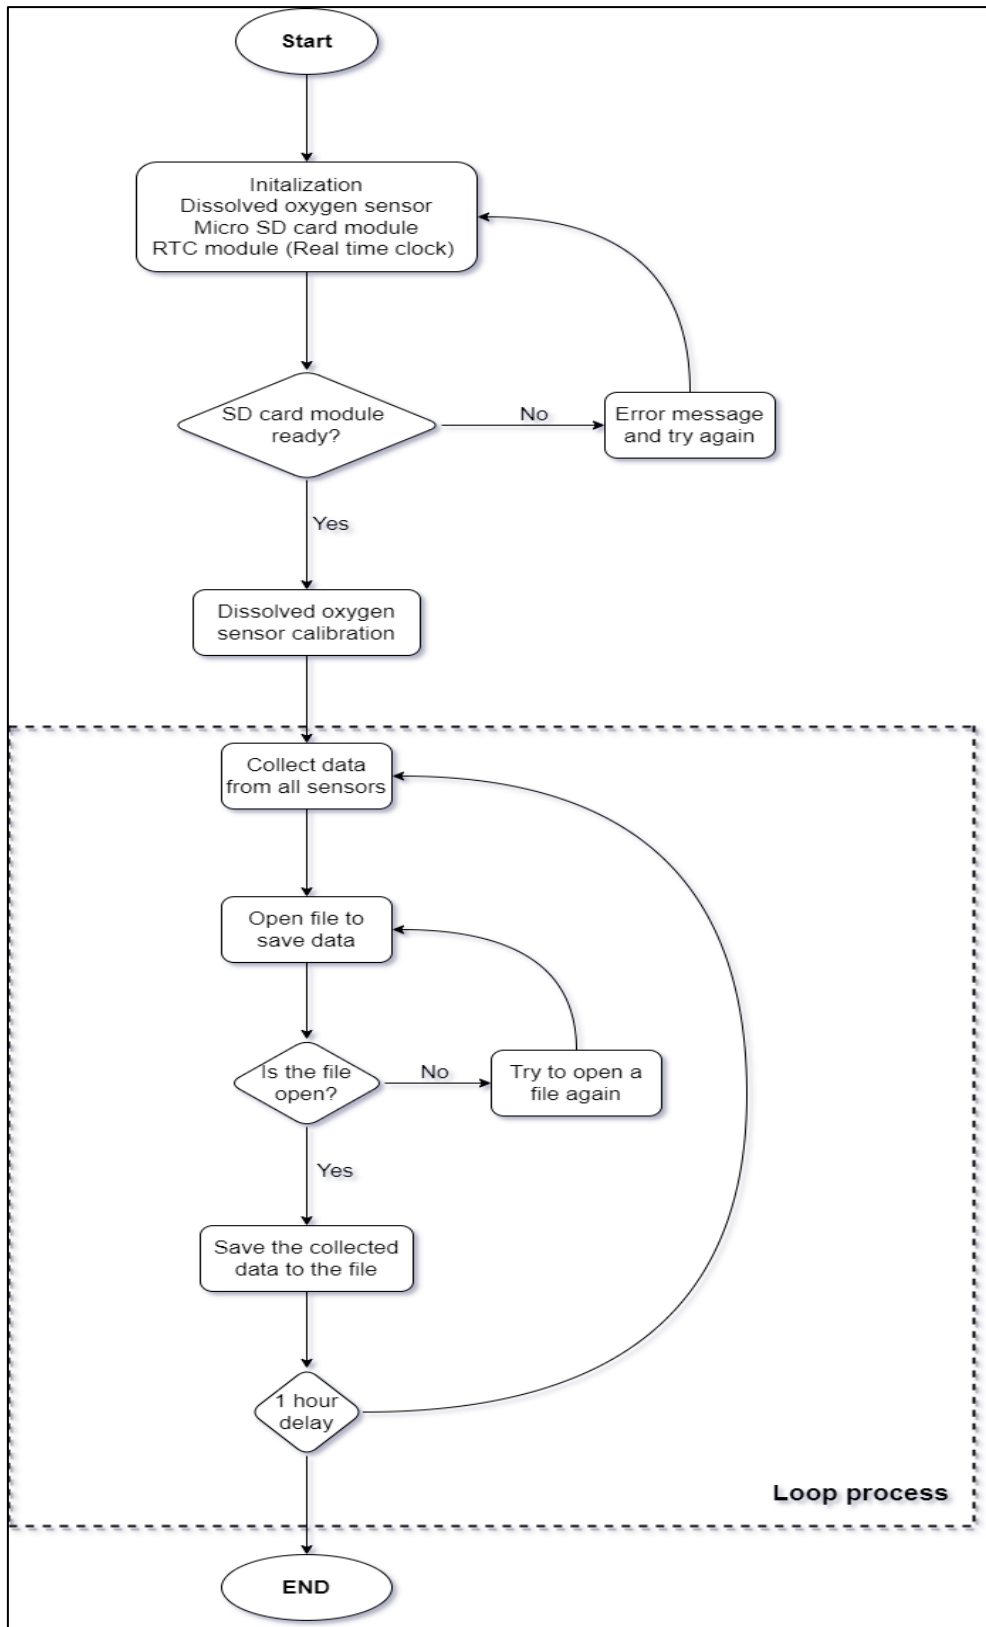 Start
Initalization
Dissolved oxygen sensor
Micro SD card module
RTC module (Real time clock)
SD card module
ready?
No
Error message
and try again
Yes
Dissolved oxygen
sensor calibration
Collect data
from all sensors
Open file to
save data
Is the file
open?
No
Try to open a
file again
Yes
Save the collected
data to the file
1 hour
delay
Loop process
END